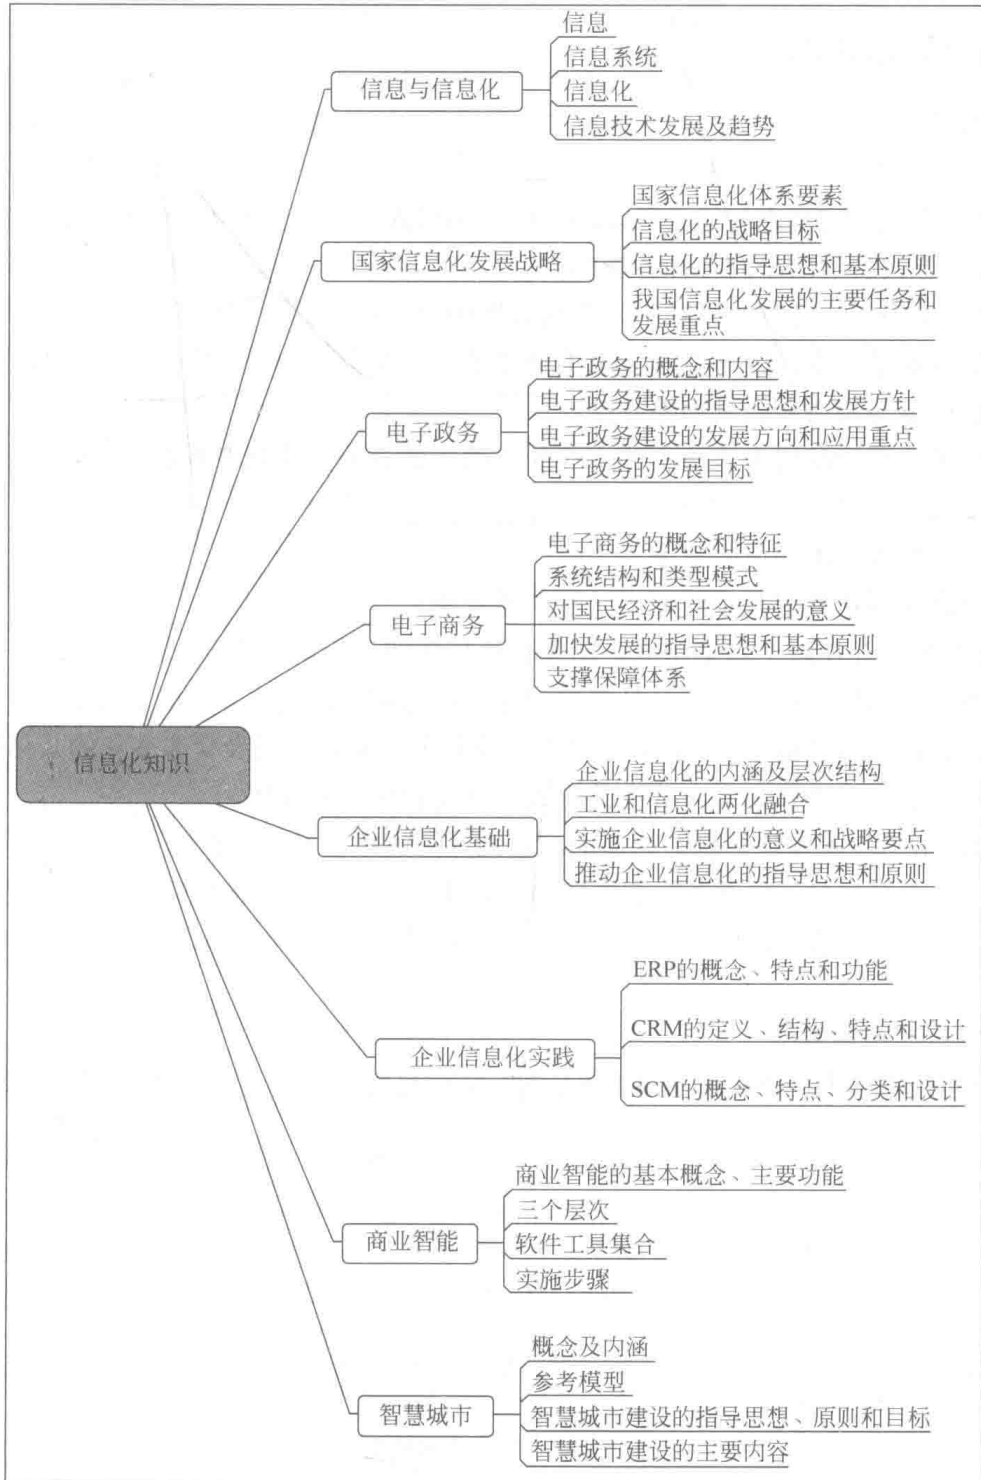 信息化知识
信息与信息化
信息
信息系统
信息化
信息技术发展及趋势
国家信息化发展战略
国家信息化体系要素
信息化的战略目标
信息化的指导思想和基本原则
我国信息化发展的主要任务和
发展重点
电子政务
电子政务的概念和内容
电子政务建设的指导思想和发展方针
电子政务建设的发展方向和应用重点
电子政务的发展目标
电子商务
电子商务的概念和特征
系统结构和类型模式
对国民经济和社会发展的意义
加快发展的指导思想和基本原则
支撑保障体系
企业信息化基础
企业信息化的内涵及层次结构
工业和信息化两化融合
实施企业信息化的意义和战略要点
推动企业信息化的指导思想和原则
企业信息化实践
ERP的概念、特点和功能
CRM的定义、结构、特点和设计
SCM的概念、特点、分类和设计
商业智能
商业智能的基本概念、主要功能
三个层次
软件工具集合
实施步骤
智慧城市
概念及内涵
参考模型
智慧城市建设的指导思想、原则和目标
智慧城市建设的主要内容